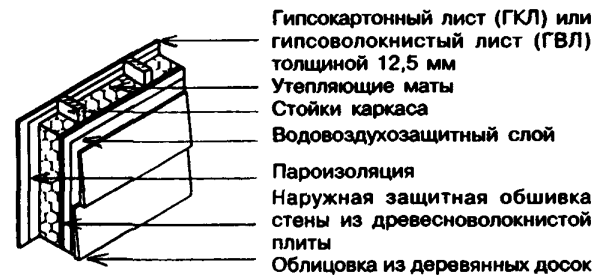 Гипсокартонный лист (ГКЛ) или
гипсоволокнистый лист (ГВЛ)
толщиной 12,5 мм
Утепляющие маты
Стойки каркаса
Водовоздухозащитный слой
Пароизоляция
Наружная защитная обшивка
стены из древесноволокнистой
плиты
Облицовка из деревянных досок